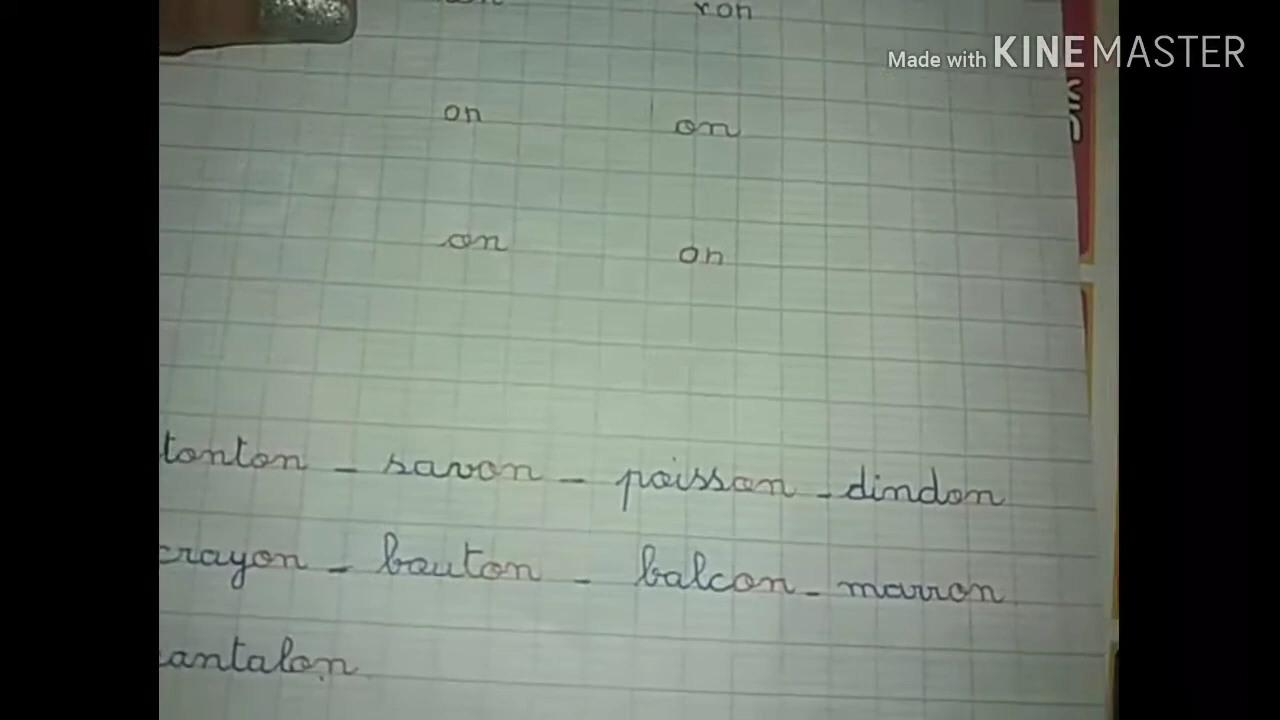 ron
Made with KINEMASTER
on on
on on
tonton - savon - poisson - dindon
crayon - bouton - balcon - marron
antalon